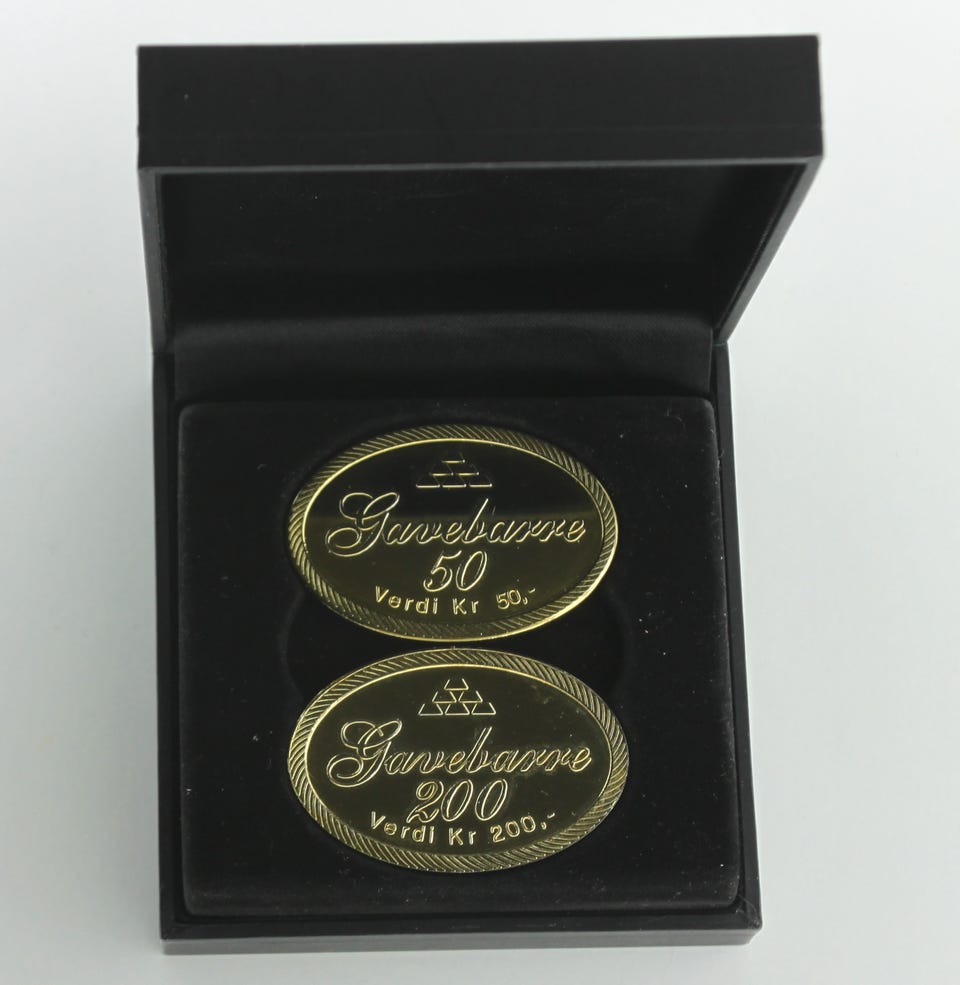 Gavebarre
50
Verdi Kr 50,-
Gavebarre
200
Verdi Kr 200,-